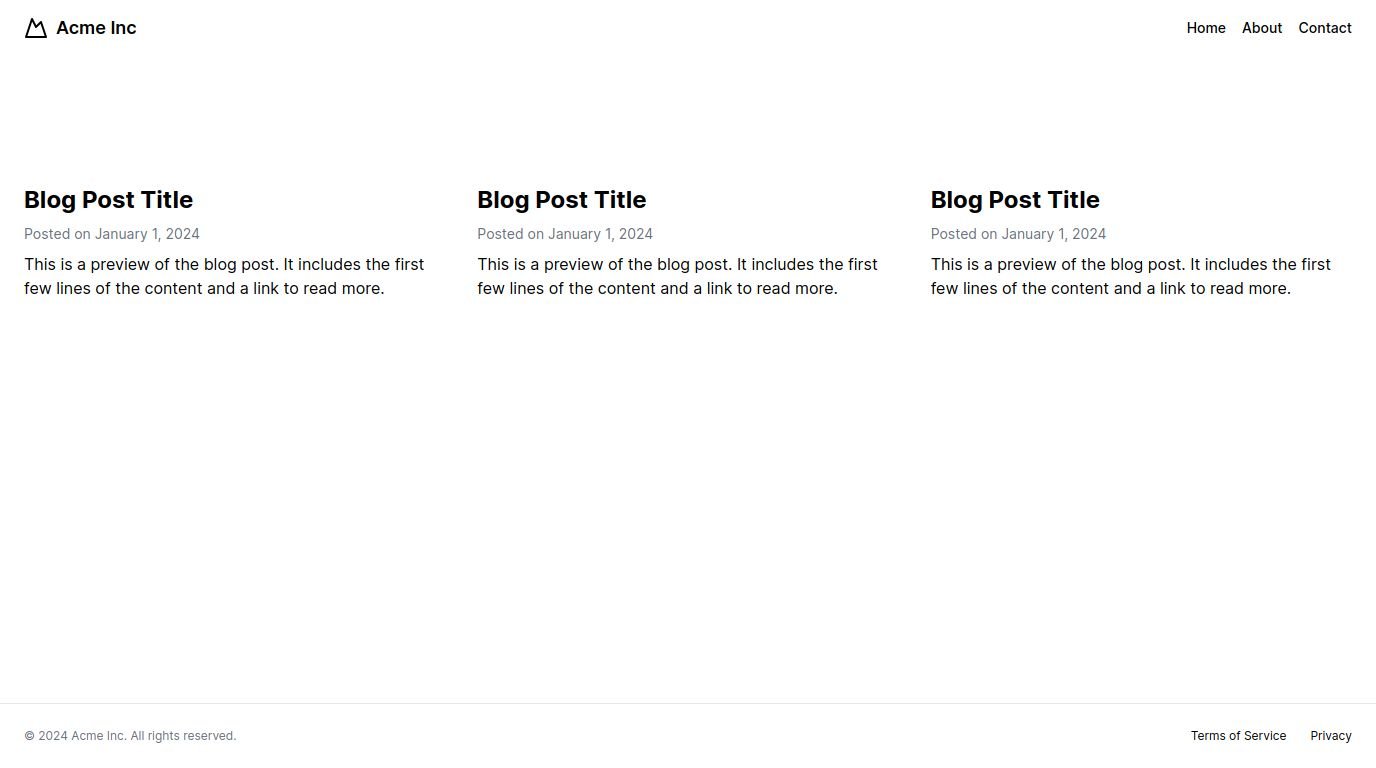 Acme Inc
Home
About
Contact
Blog Post Title
Posted on January 1, 2024
This is a preview of the blog post. It includes the first
few lines of the content and a link to read more.
Blog Post Title
Posted on January 1, 2024
This is a preview of the blog post. It includes the first
few lines of the content and a link to read more.
Blog Post Title
Posted on January 1, 2024
This is a preview of the blog post. It includes the first
few lines of the content and a link to read more.
© 2024 Acme Inc. All rights reserved.
Terms of Service
Privacy